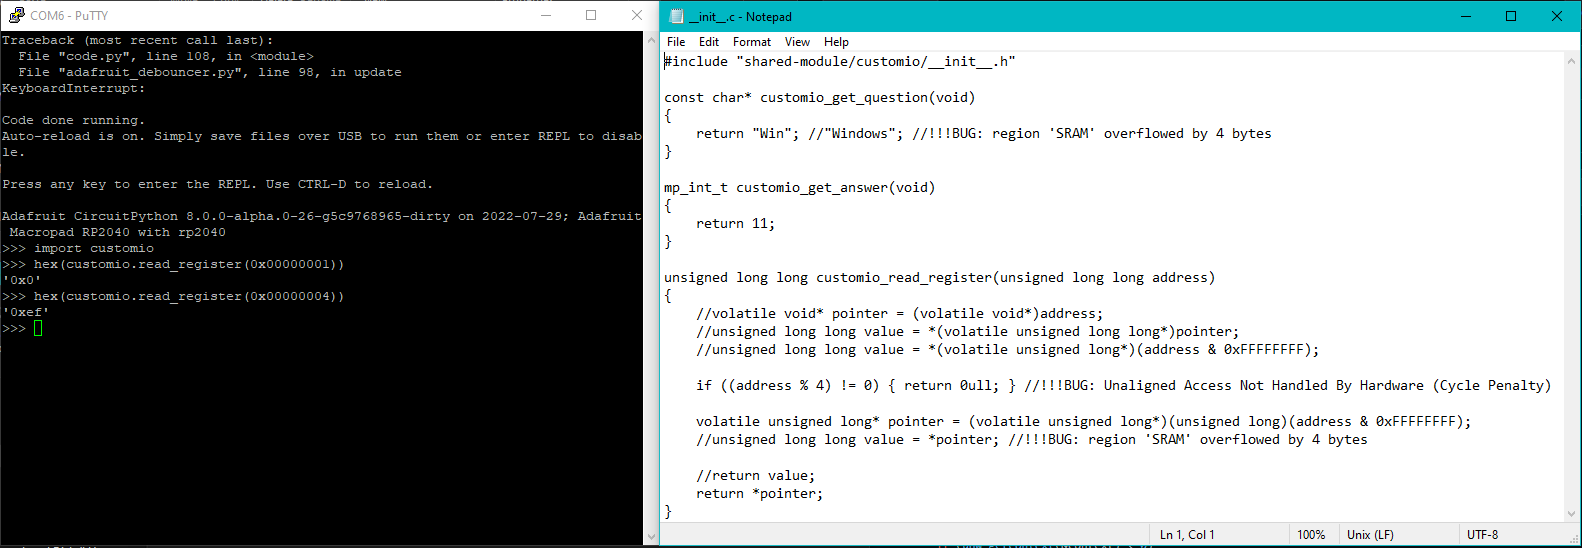 COM6 - PuTTY
Traceback (most recent call last):
  File "code.py", line 108, in <module>
  File "adafruit_debouncer.py", line 98, in update
KeyboardInterrupt:

Code done running.
Auto-reload is on. Simply save files over USB to run them or enter REPL to disab
le.

Press any key to enter the REPL. Use CTRL-D to reload.

Adafruit CircuitPython 8.0.0-alpha.0-26-g5c9768965-dirty on 2022-07-29; Adafruit
 Macropad RP2040 with rp2040
>>> import customio
>>> hex(customio.read_register(0x00000001))
'0x0'
>>> hex(customio.read_register(0x00000004))
'0xef'
>>>
__init__.c - Notepad
File Edit Format View Help
#include "shared-module/customio/__init__.h"

const char* customio_get_question(void)
{
    return "Win"; //"Windows"; //!!!BUG: region 'SRAM' overflowed by 4 bytes
}

mp_int_t customio_get_answer(void)
{
    return 11;
}

unsigned long long customio_read_register(unsigned long long address)
{
    //volatile void* pointer = (volatile void*)address;
    //unsigned long long value = *(volatile unsigned long long*)pointer;
    //unsigned long long value = *(volatile unsigned long*)(address & 0xFFFFFFFF);

    if ((address % 4) != 0) { return 0ull; } //!!!BUG: Unaligned Access Not Handled By Hardware (Cycle Penalty)

    volatile unsigned long* pointer = (volatile unsigned long*)(unsigned long)(address & 0xFFFFFFFF);
    //unsigned long long value = *pointer; //!!!BUG: region 'SRAM' overflowed by 4 bytes

    //return value;
    return *pointer;
}
Ln 1, Col 1 100% Unix (LF) UTF-8